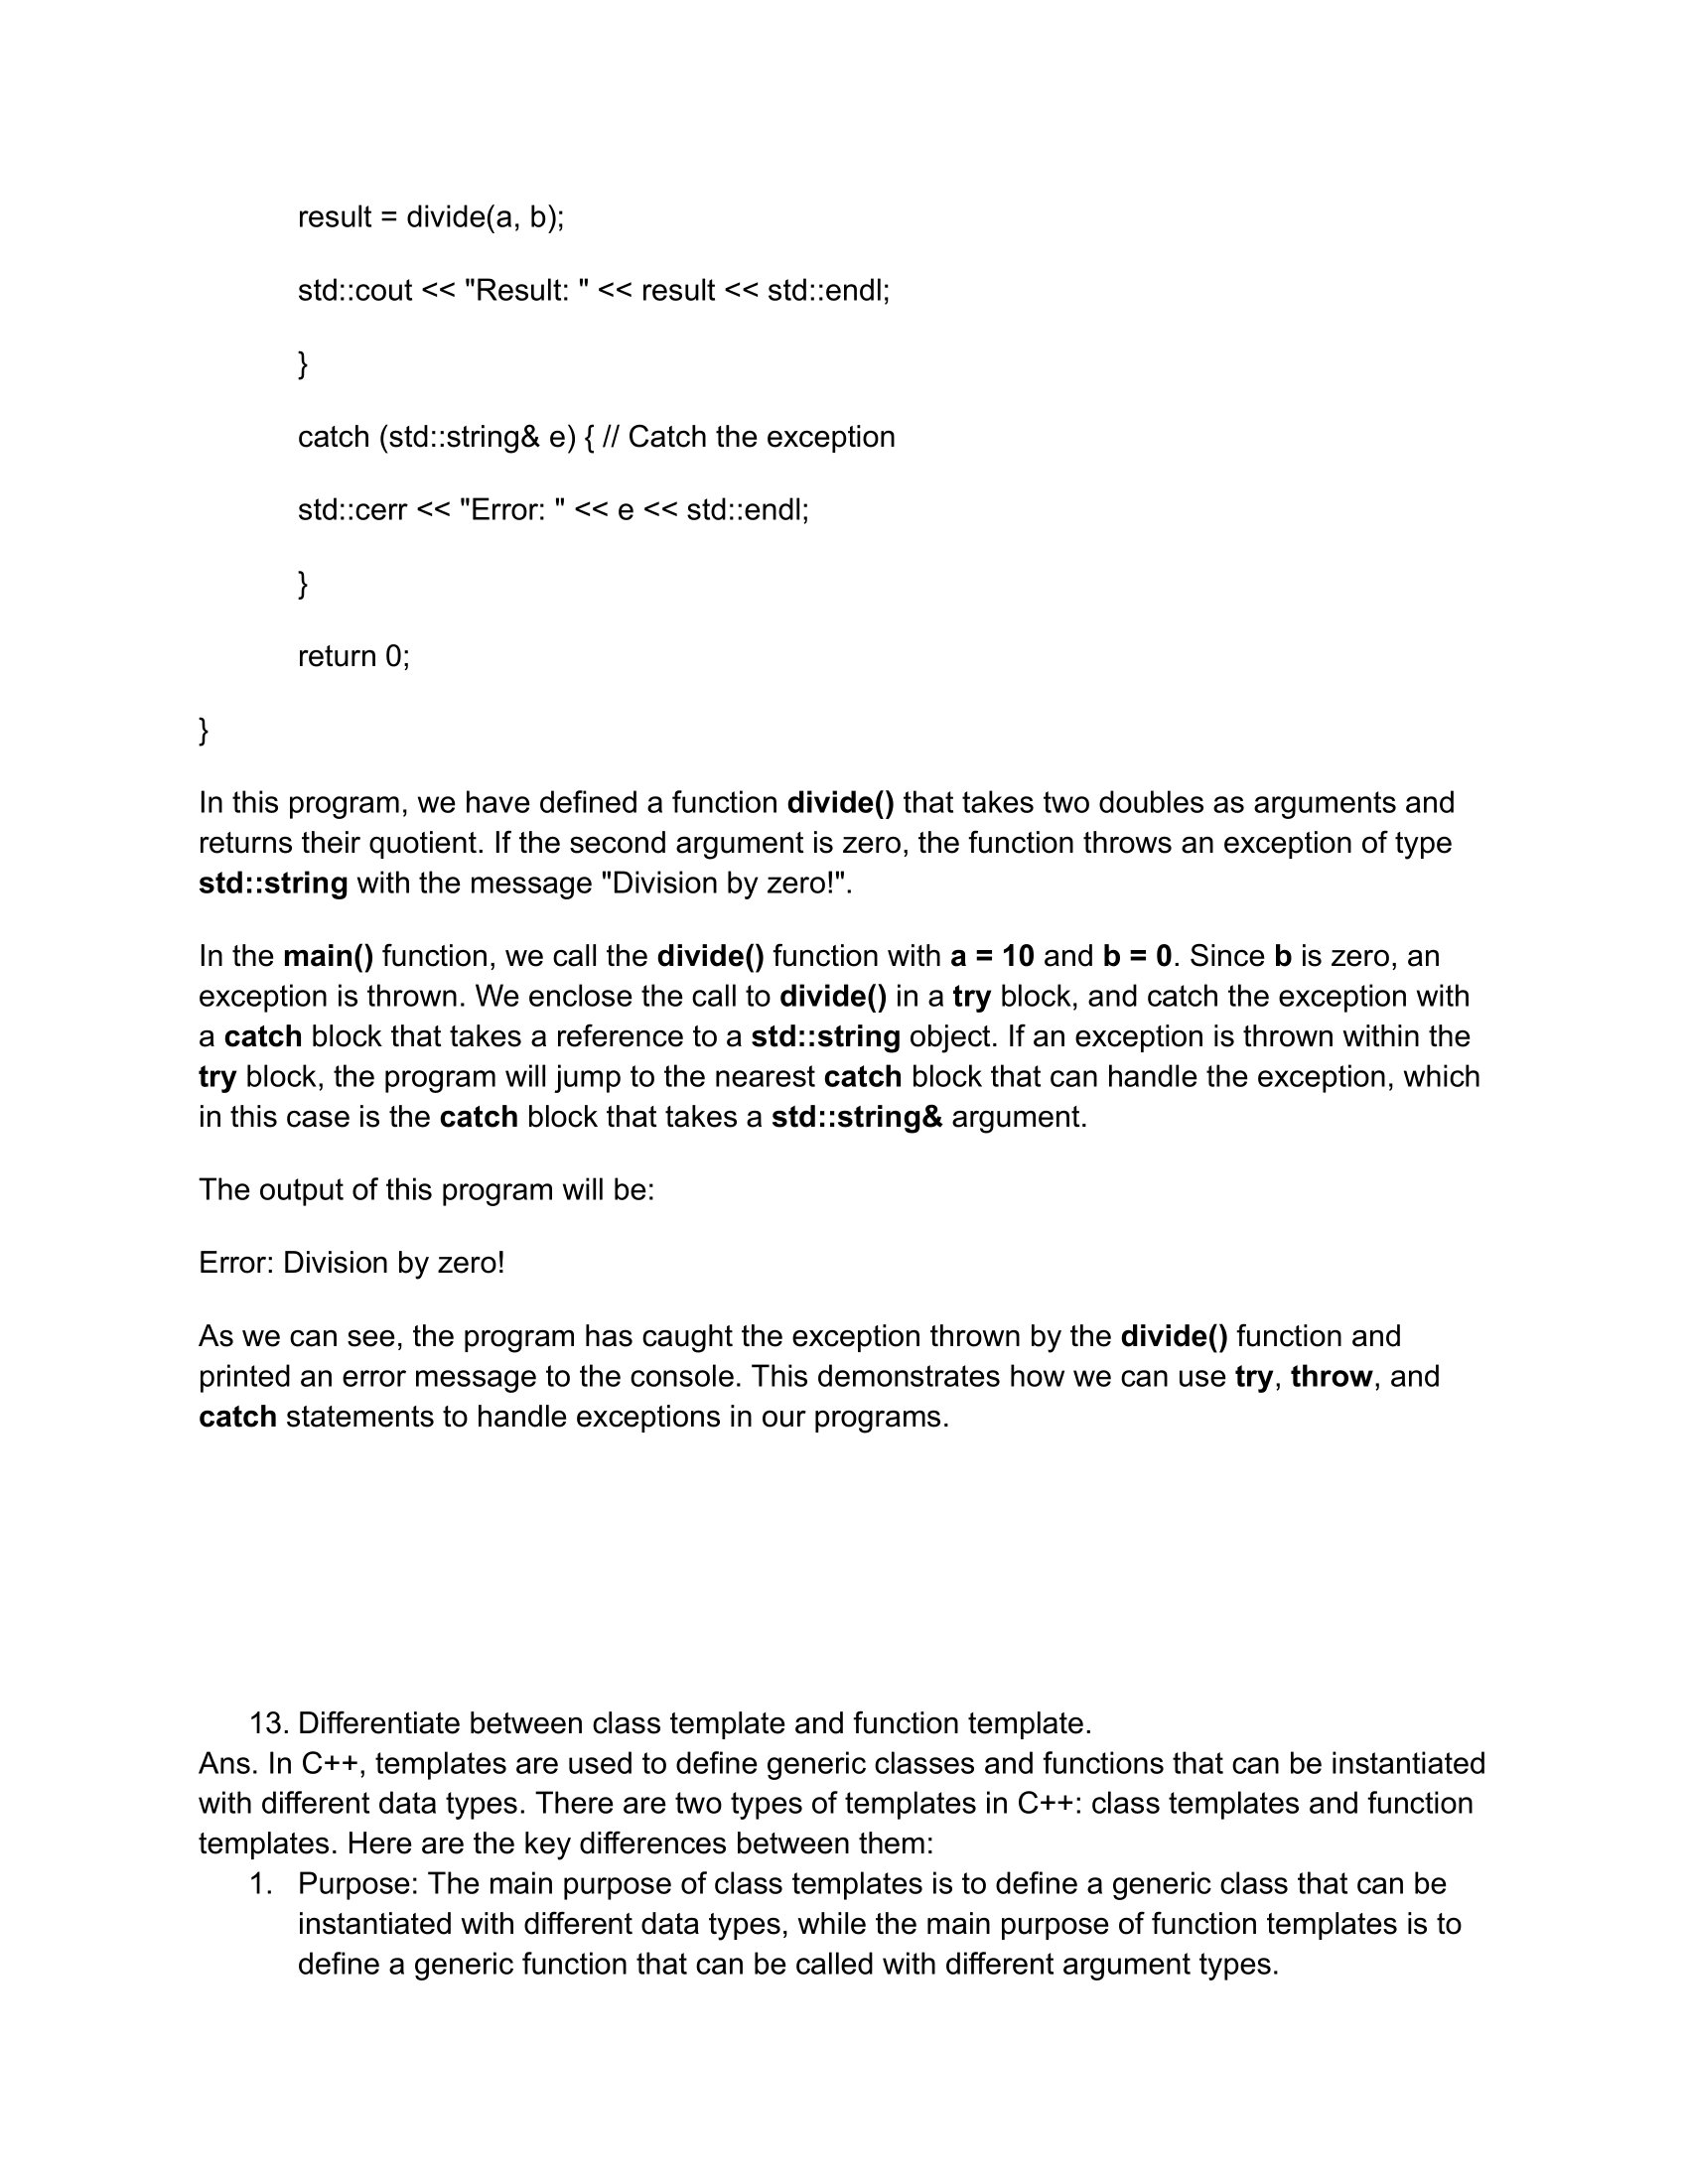 result = divide(a, b);
std::cout << "Result: " << result << std::endl;
}
catch (std::string& e) { // Catch the exception
std::cerr << "Error: " << e << std::endl;
}
return 0;
}
In this program, we have defined a function divide() that takes two doubles as arguments and
returns their quotient. If the second argument is zero, the function throws an exception of type
std::string with the message "Division by zero!".
In the main() function, we call the divide() function with a = 10 and b = 0. Since b is zero, an
exception is thrown. We enclose the call to divide() in a try block, and catch the exception with
a catch block that takes a reference to a std::string object. If an exception is thrown within the
try block, the program will jump to the nearest catch block that can handle the exception, which
in this case is the catch block that takes a std::string& argument.
The output of this program will be:
Error: Division by zero!
As we can see, the program has caught the exception thrown by the divide() function and
printed an error message to the console. This demonstrates how we can use try, throw, and
catch statements to handle exceptions in our programs.
13. Differentiate between class template and function template.
Ans. In C++, templates are used to define generic classes and functions that can be instantiated
with different data types. There are two types of templates in C++: class templates and function
templates. Here are the key differences between them:
1. Purpose: The main purpose of class templates is to define a generic class that can be
instantiated with different data types, while the main purpose of function templates is to
define a generic function that can be called with different argument types.